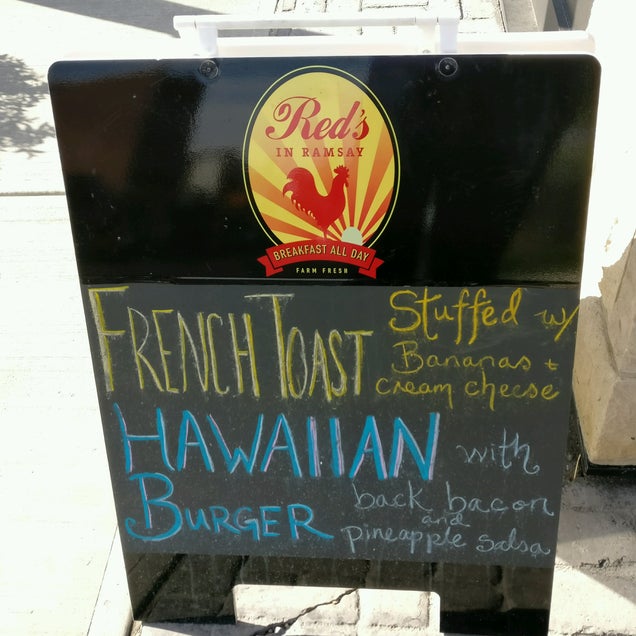 Red's
IN RAMSAY
BREAKFAST ALL DAY
FARM FRESH
FRENCH TOAST Stuffed w/
Bananas +
cream cheese
HAWAIIAN with
BURGER back bacon
and
pineapple salsa